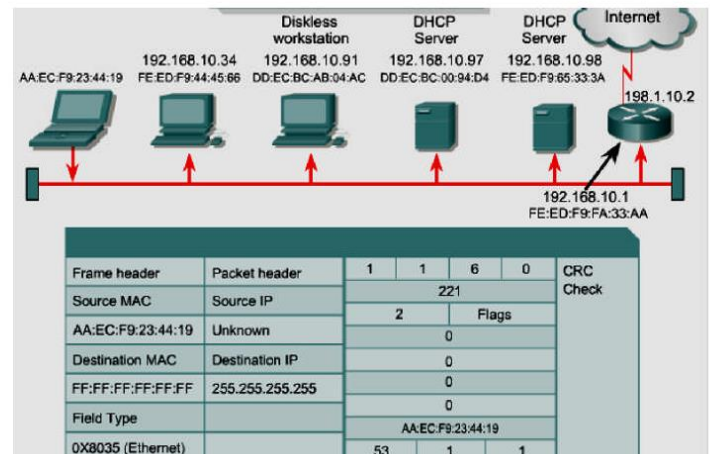 Diskless
workstation
DHCP
Server
DHCP
Server
Internet
AA:EC:F9:23:44:19
192.168.10.34
FE:ED:F9:44:45:66
192.168.10.91
DD:EC:BC:AB:04:AC
192.168.10.97
DD:EC:BC:00:94:D4
192.168.10.98
FE:ED:F9:65:33:3A
198.1.10.2
192.168.10.1
FE:ED:F9:FA:33:AA
Frame header Packet header 1 1 6 0 CRC
Check
Source MAC Source IP 221
2 Flags
AA:EC:F9:23:44:19 Unknown 0
Destination MAC Destination IP 0
FF:FF:FF:FF:FF:FF 255.255.255.255 0
Field Type 0
AA:EC:F9:23:44:19
0X8035 (Ethernet) 53 1 1